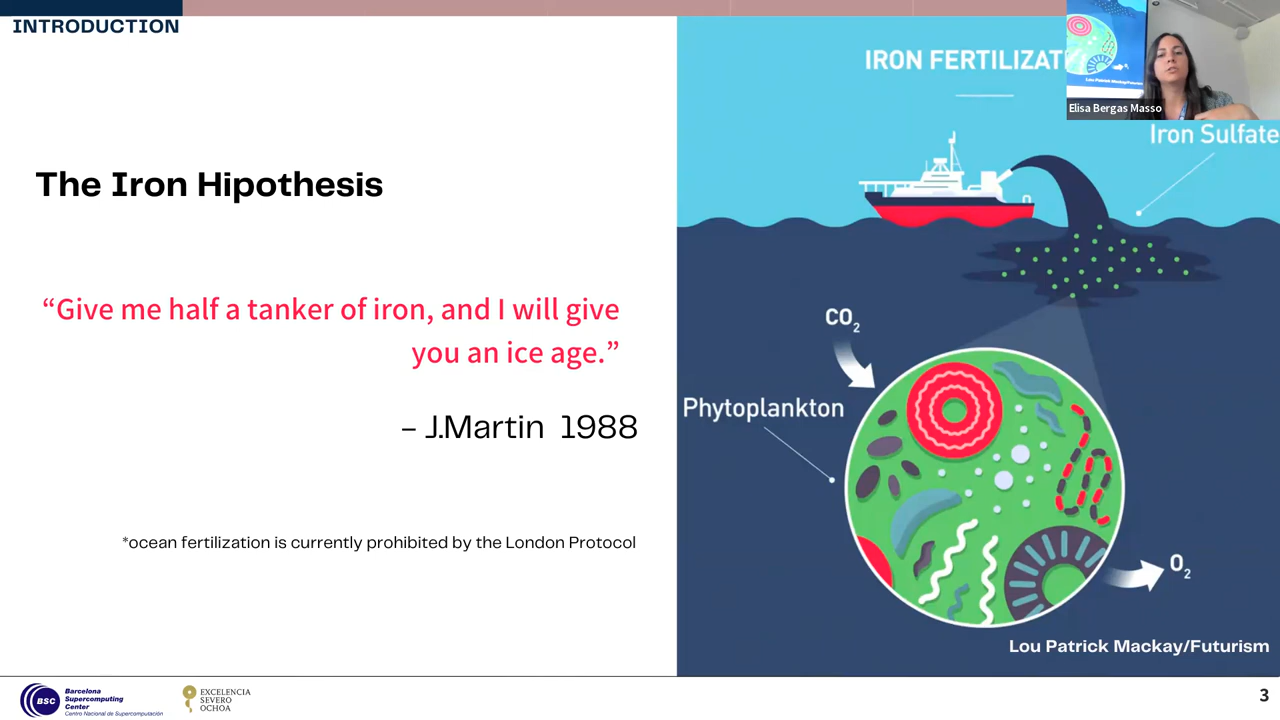 INTRODUCTION
The Iron Hipothesis
“Give me half a tanker of iron, and I will give
you an ice age.”
– J.Martin 1988
*ocean fertilization is currently prohibited by the London Protocol
IRON FERTILIZAT
Elisa Bergas Masso
Iron Sulfate
CO2
Phytoplankton
O2
Lou Patrick Mackay/Futurism
BSC
Barcelona
Supercomputing
Center
Centro Nacional de Supercomputación
EXCELENCIA
SEVERO
OCHOA
3